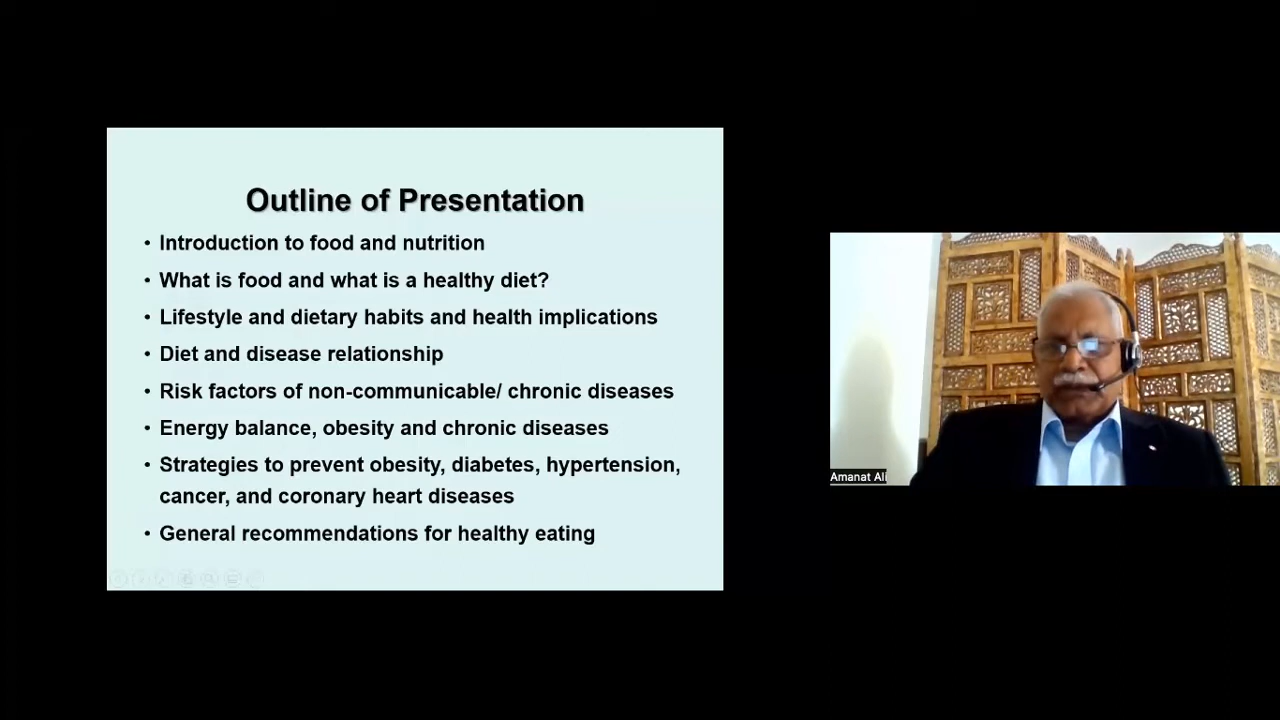 Outline of Presentation
• Introduction to food and nutrition
• What is food and what is a healthy diet?
• Lifestyle and dietary habits and health implications
• Diet and disease relationship
• Risk factors of non-communicable/ chronic diseases
• Energy balance, obesity and chronic diseases
• Strategies to prevent obesity, diabetes, hypertension,
cancer, and coronary heart diseases
• General recommendations for healthy eating
Amanat Ali